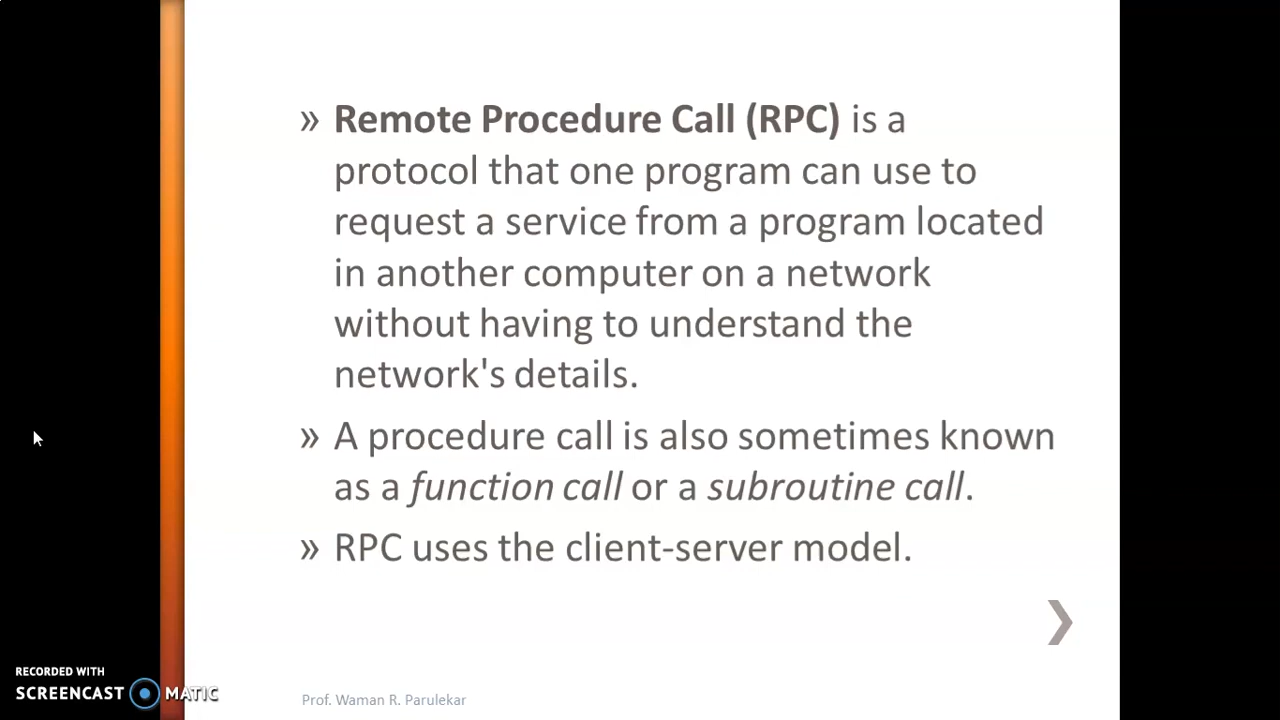 » Remote Procedure Call (RPC) is a
protocol that one program can use to
request a service from a program located
in another computer on a network
without having to understand the
network's details.
» A procedure call is also sometimes known
as a function call or a subroutine call.
» RPC uses the client-server model.
RECORDED WITH
SCREENCAST MATIC
Prof. Waman R. Parulekar